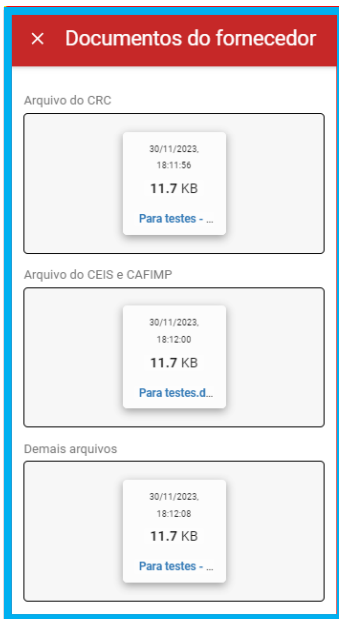 × Documentos do fornecedor
Arquivo do CRC
30/11/2023,
18:11:56
11.7 KB
Para testes - ...
Arquivo do CEIS e CAFIMP
30/11/2023,
18:12:00
11.7 KB
Para testes.d...
Demais arquivos
30/11/2023,
18:12:08
11.7 KB
Para testes - ...